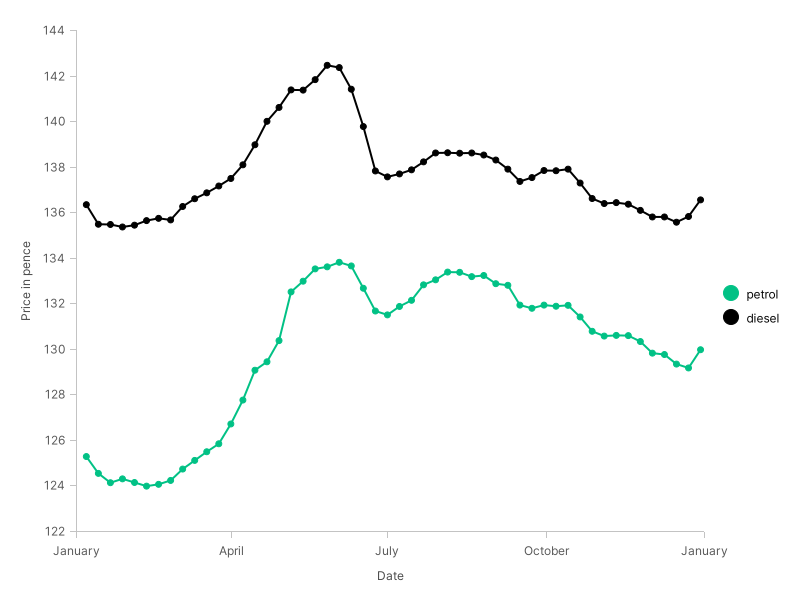 144
142
140
138
136
134
132
130
128
126
124
122
Price in pence
January April July October January
Date
petrol
diesel